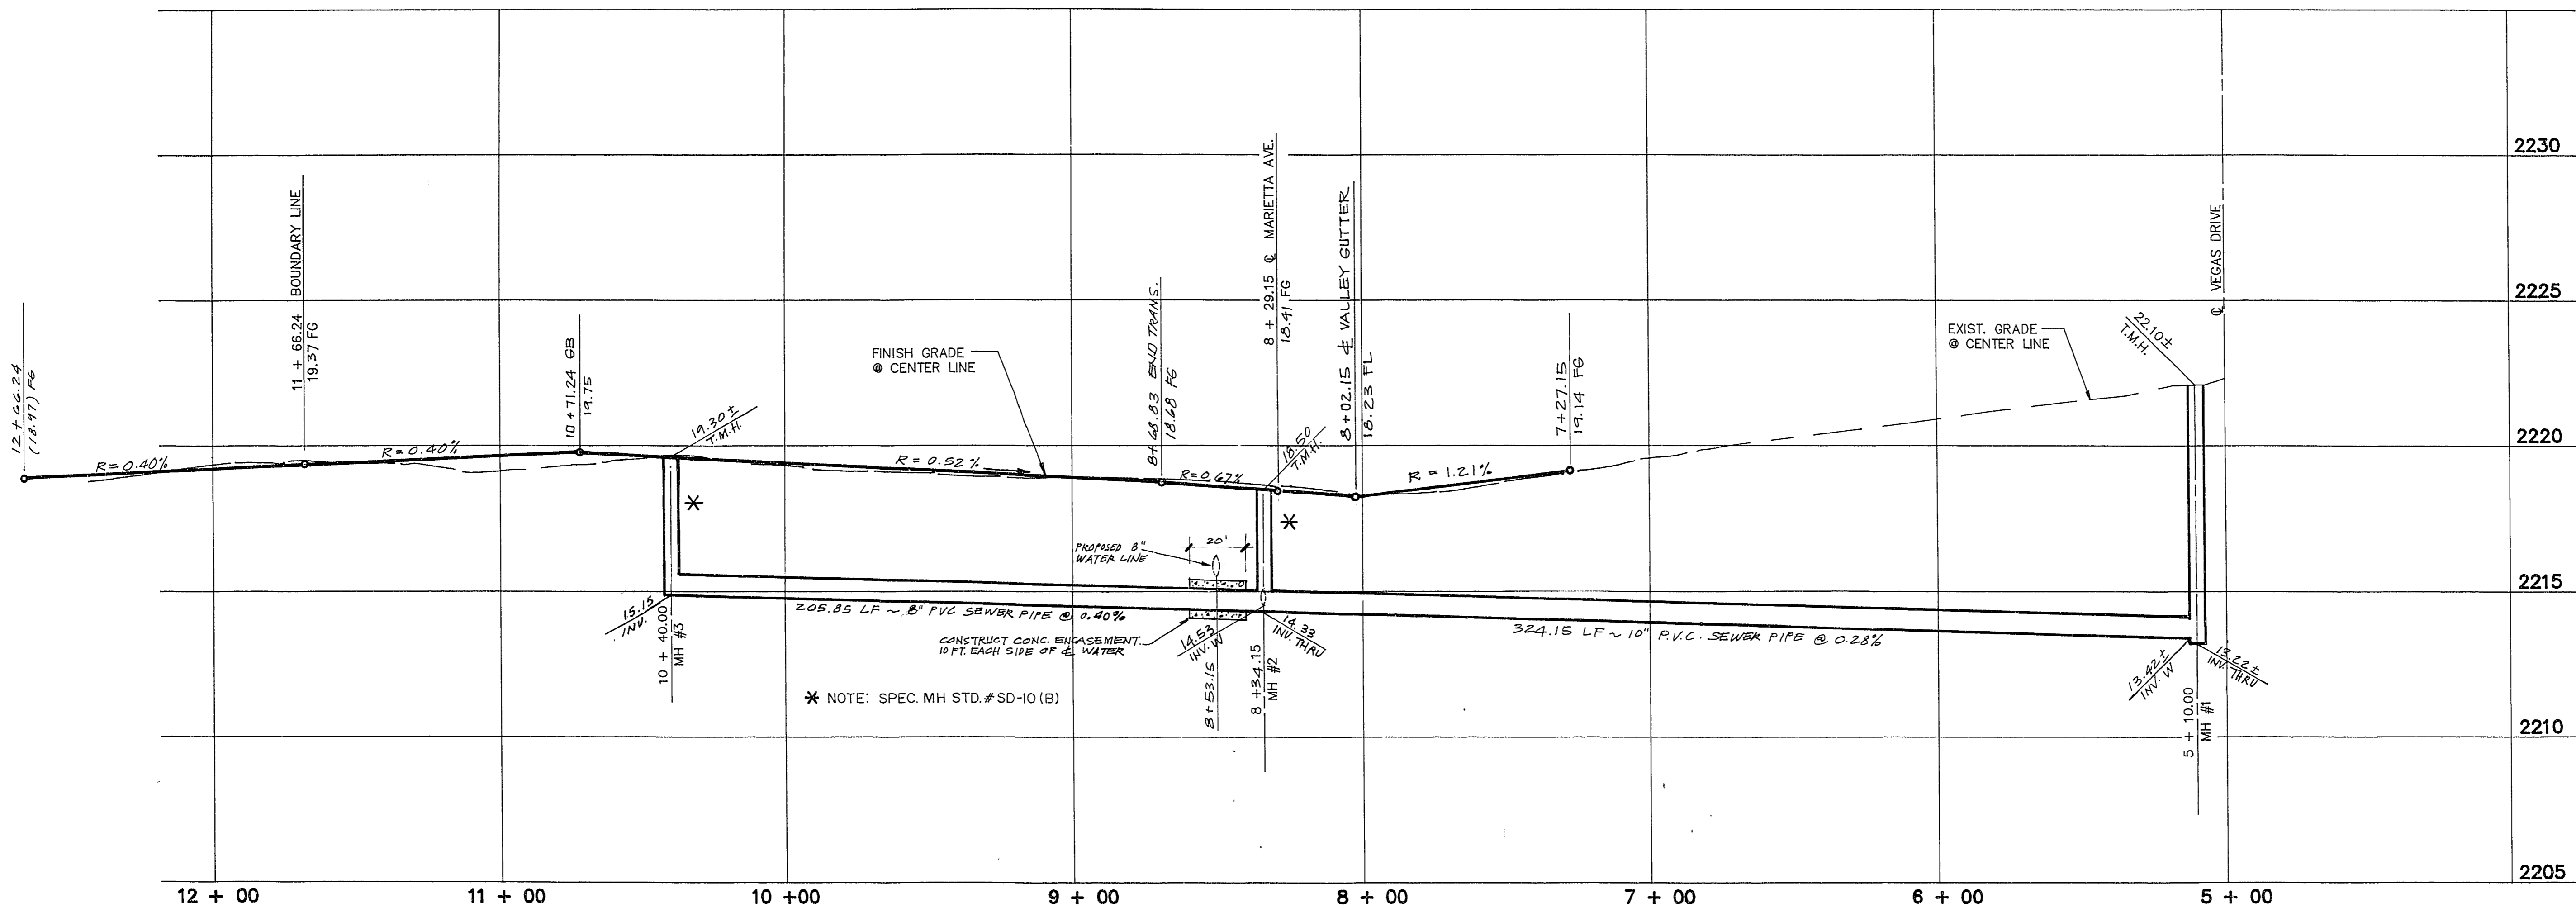 12 + 66.24
(18.97) FG
R = 0.40%
11 + 66.24 BOUNDARY LINE
19.37 FG
R = 0.40%
10 + 71.24 GB
19.75
19.30 ±
T.M.H.
FINISH GRADE
@ CENTER LINE
R = 0.52%
8+68.83 END TRANS.
18.68 FG
R=0.67%
8 + 29.15 ℄ MARIETTA AVE.
18.41 FG
18.50
T.M.H.
8+02.15 ℄ VALLEY GUTTER
18.23 FL
R = 1.21%
7+27.15
19.14 FG
EXIST. GRADE
@ CENTER LINE
22.10±
T.M.H.
℄ VEGAS DRIVE
2230
2225
2220
2215
2210
2205
PROPOSED 8"
WATER LINE
20'
15.15
INV.
10 + 40.00
MH #3
205.85 LF ~ 8" PVC SEWER PIPE @ 0.40%
CONSTRUCT CONC. ENCASEMENT
10 FT. EACH SIDE OF ℄ WATER
14.53
INV. W
14.33
INV. THRU
8+53.15
8 +34.15
MH #2
324.15 LF ~ 10" P.V.C. SEWER PIPE @ 0.28%
13.42 ±
INV. W
13.22 ±
INV. THRU
5 + 10.00
MH #1
* NOTE: SPEC. MH STD. # SD-10 (B)
12 + 00
11 + 00
10 +00
9 + 00
8 + 00
7 + 00
6 + 00
5 + 00